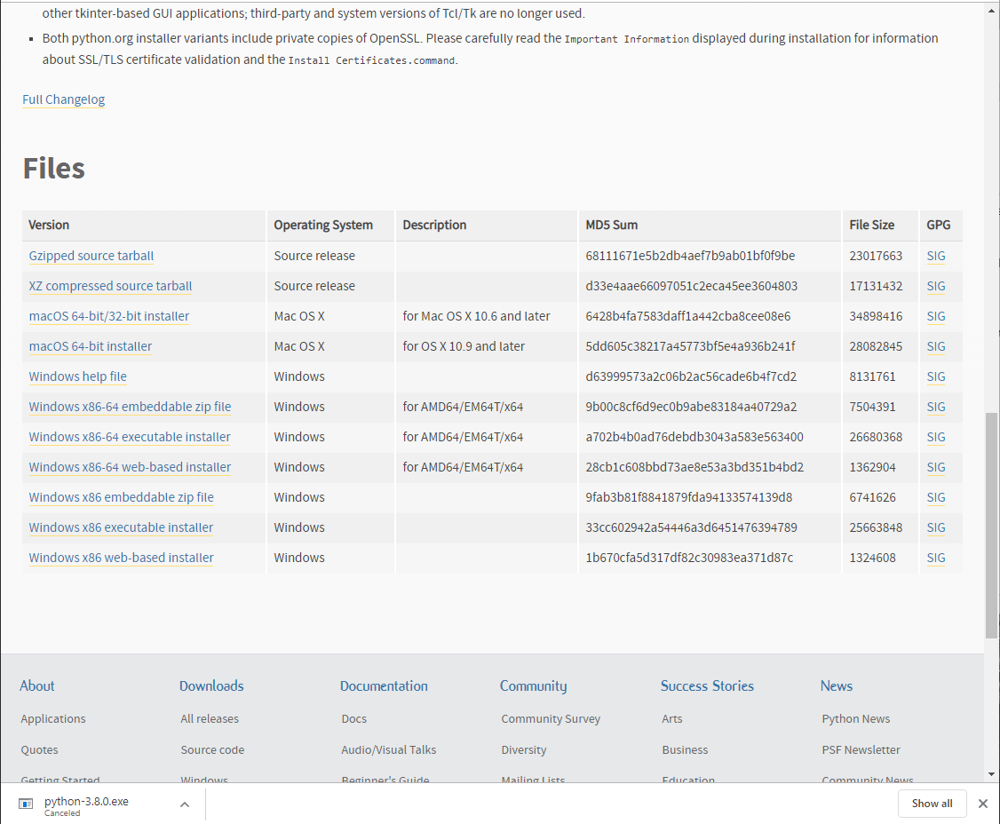 other tkinter-based GUI applications; third-party and system versions of Tcl/Tk are no longer used.
Both python.org installer variants include private copies of OpenSSL. Please carefully read the Important Information displayed during installation for information
about SSL/TLS certificate validation and the Install Certificates.command.
Full Changelog
Files
Version Operating System Description MD5 Sum File Size GPG
Gzipped source tarball Source release 68111671e5b2db4aef7b9ab01bf0f9be 23017663 SIG
XZ compressed source tarball Source release d33e4aae66097051c2eca45ee3604803 17131432 SIG
macOS 64-bit/32-bit installer Mac OS X for Mac OS X 10.6 and later 6428b4fa7583daff1a442cba8cee08e6 34898416 SIG
macOS 64-bit installer Mac OS X for OS X 10.9 and later 5dd605c38217a45773bf5e4a936b241f 28082845 SIG
Windows help file Windows d63999573a2c06b2ac56cade6b4f7cd2 8131761 SIG
Windows x86-64 embeddable zip file Windows for AMD64/EM64T/x64 9b00c8cf6d9ec0b9abe83184a40729a2 7504391 SIG
Windows x86-64 executable installer Windows for AMD64/EM64T/x64 a702b4b0ad76debdb3043a583e563400 26680368 SIG
Windows x86-64 web-based installer Windows for AMD64/EM64T/x64 28cb1c608bbd73ae8e53a3bd351b4bd2 1362904 SIG
Windows x86 embeddable zip file Windows 9fab3b81f8841879fda94133574139d8 6741626 SIG
Windows x86 executable installer Windows 33cc602942a54446a3d6451476394789 25663848 SIG
Windows x86 web-based installer Windows 1b670cfa5d317df82c30983ea371d87c 1324608 SIG
About Downloads Documentation Community Success Stories News
Applications All releases Docs Community Survey Arts Python News
Quotes Source code Audio/Visual Talks Diversity Business PSF Newsletter
Getting Started Windows Beginner's Guide Mailing Lists Education Community News
python-3.8.0.exe
Canceled
Show all